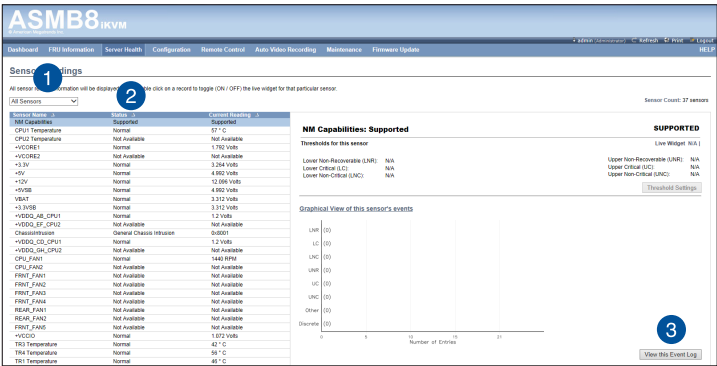 ASMB8 iKVM
American Megatrends Inc.
admin (Administrator) Refresh Print Logout
Dashboard FRU Information Server Health Configuration Remote Control Auto Video Recording Maintenance Firmware Update HELP
1
Sensor Readings
2
All sensor related information will be displayed here. Double click on a record to toggle (ON / OFF) the live widget for that particular sensor.
All Sensors
Sensor Count: 37 sensors
Sensor Name Status Current Reading
NM Capabilities Supported Supported
CPU1 Temperature Normal 57 ° C
CPU2 Temperature Not Available Not Available
+VCORE1 Normal 1.792 Volts
+VCORE2 Not Available Not Available
+3.3V Normal 3.264 Volts
+5V Normal 4.992 Volts
+12V Normal 12.096 Volts
+5VSB Normal 4.992 Volts
VBAT Normal 3.312 Volts
+3.3VSB Normal 3.312 Volts
+VDDQ_AB_CPU1 Normal 1.2 Volts
+VDDQ_EF_CPU2 Not Available Not Available
ChassisIntrusion General Chassis Intrusion 0x8001
+VDDQ_CD_CPU1 Normal 1.2 Volts
+VDDQ_GH_CPU2 Not Available Not Available
CPU_FAN1 Normal 1440 RPM
CPU_FAN2 Not Available Not Available
FRNT_FAN1 Not Available Not Available
FRNT_FAN2 Not Available Not Available
FRNT_FAN3 Not Available Not Available
FRNT_FAN4 Not Available Not Available
REAR_FAN1 Not Available Not Available
REAR_FAN2 Not Available Not Available
FRNT_FAN5 Not Available Not Available
+VCCIO Normal 1.072 Volts
TR3 Temperature Normal 42 ° C
TR4 Temperature Normal 56 ° C
TR1 Temperature Normal 46 ° C
NM Capabilities: Supported SUPPORTED
Thresholds for this sensor Live Widget N/A |
Lower Non-Recoverable (LNR): N/A Upper Non-Recoverable (UNR): N/A
Lower Critical (LC): N/A Upper Critical (UC): N/A
Lower Non-Critical (LNC): N/A Upper Non-Critical (UNC): N/A
Threshold Settings
Graphical View of this sensor's events
LNR (0)
LC (0)
LNC (0)
UNR (0)
UC (0)
UNC (0)
Other (0)
Discrete (0)
0 5 10 15 21
Number of Entries
3
View this Event Log